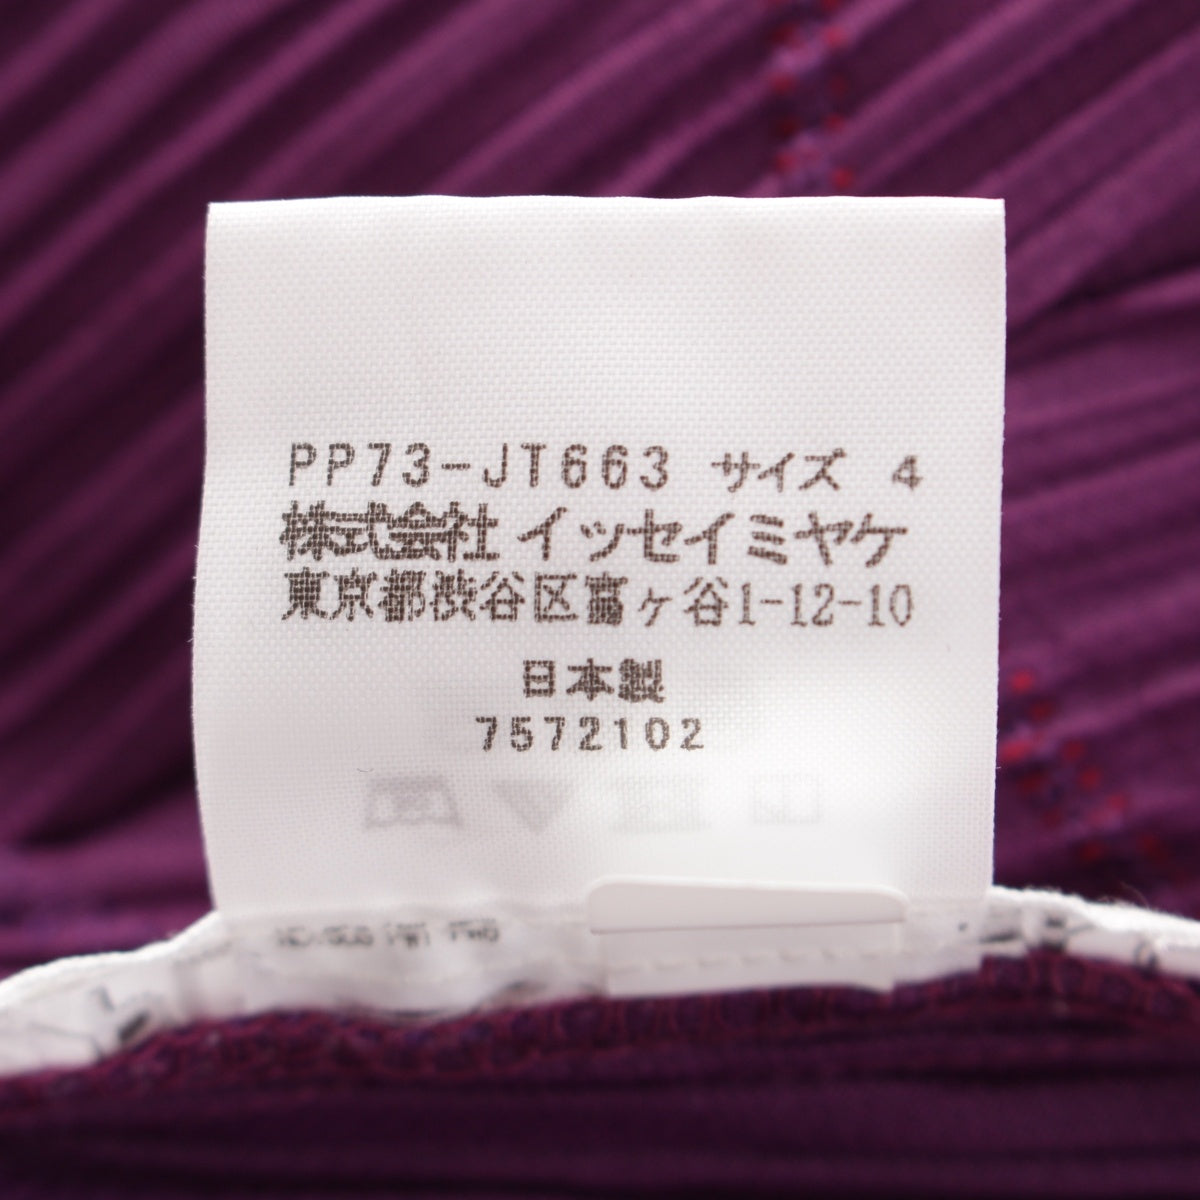 PP73-JT663 サイズ 4
株式会社 イッセイミヤケ
東京都渋谷区富ヶ谷1-12-10
日本製
7572102